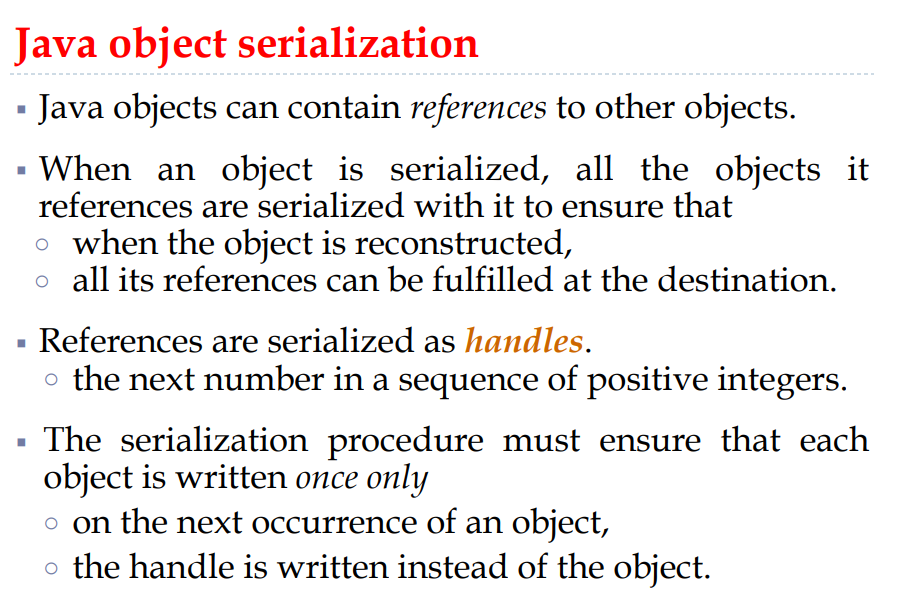 Java object serialization
▪ Java objects can contain references to other objects.
▪ When an object is serialized, all the objects it
references are serialized with it to ensure that
○ when the object is reconstructed,
○ all its references can be fulfilled at the destination.
▪ References are serialized as handles.
○ the next number in a sequence of positive integers.
▪ The serialization procedure must ensure that each
object is written once only
○ on the next occurrence of an object,
○ the handle is written instead of the object.